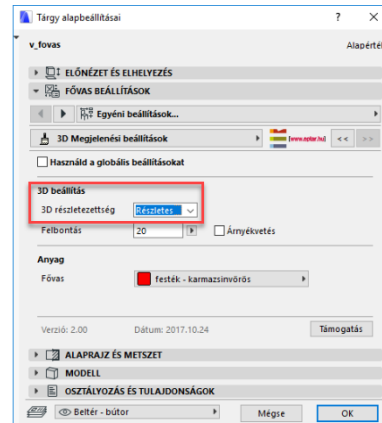 Tárgy alapbeállításai ? ×
v_fovas Alapérté
ELŐNÉZET ÉS ELHELYEZÉS
FŐVAS BEÁLLÍTÁSOK
Egyéni beállítások...
3D Megjelenési beállítások [www.eptar.hu] << >>
Használd a globális beállításokat
3D beállítás
3D részletezettség Részletes
Felbontás 20 Árnyékvetés
Anyag
Fővas festék - karmazsinvörös
Verzió: 2.00 Dátum: 2017.10.24 Támogatás
ALAPRAJZ ÉS METSZET
MODELL
OSZTÁLYOZÁS ÉS TULAJDONSÁGOK
Beltér - bútor Mégse OK